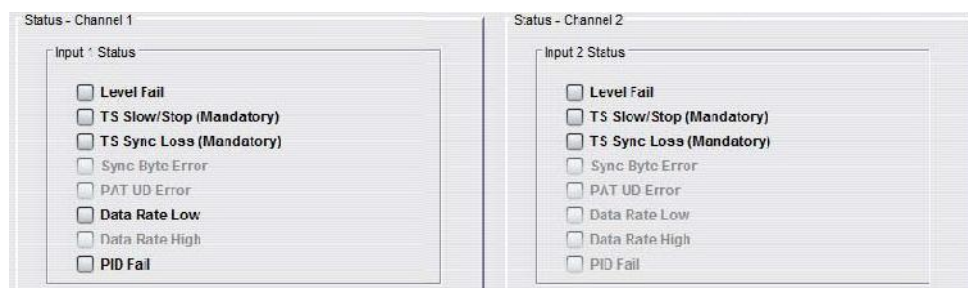 Status - Channel 1
Input 1 Status
Level Fail
TS Slow/Stop (Mandatory)
TS Sync Loss (Mandatory)
Sync Byte Error
PAT UD Error
Data Rate Low
Data Rate High
PID Fail
Status - Channel 2
Input 2 Status
Level Fail
TS Slow/Stop (Mandatory)
TS Sync Loss (Mandatory)
Sync Byte Error
PAT UD Error
Data Rate Low
Data Rate High
PID Fail